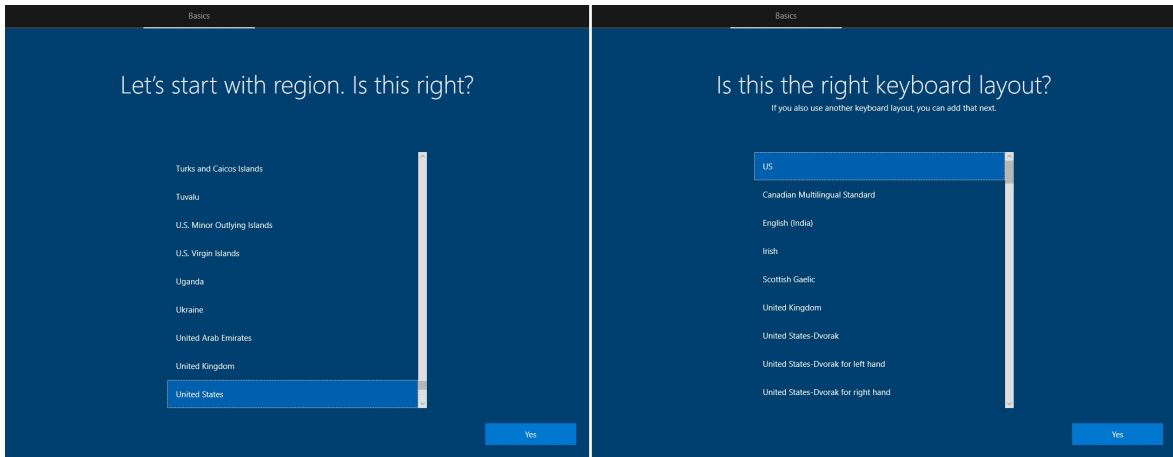 Basics
Let's start with region. Is this right?
Turks and Caicos Islands
Tuvalu
U.S. Minor Outlying Islands
U.S. Virgin Islands
Uganda
Ukraine
United Arab Emirates
United Kingdom
United States
Yes
Basics
Is this the right keyboard layout?
If you also use another keyboard layout, you can add that next.
US
Canadian Multilingual Standard
English (India)
Irish
Scottish Gaelic
United Kingdom
United States-Dvorak
United States-Dvorak for left hand
United States-Dvorak for right hand
Yes